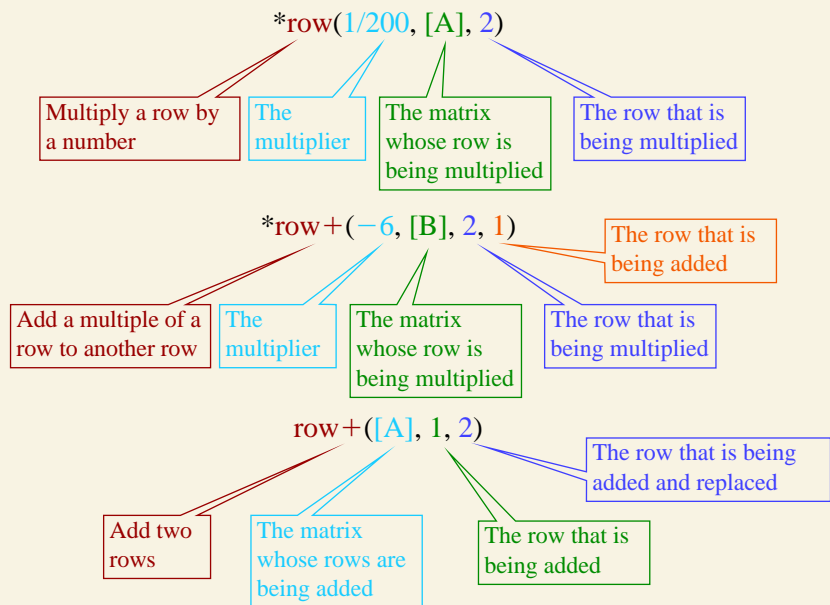 *row(1/200, [A], 2)
Multiply a row by
a number
The
multiplier
The matrix
whose row is
being multiplied
The row that is
being multiplied
*row+(−6, [B], 2, 1)
The row that is
being added
Add a multiple of a
row to another row
The
multiplier
The matrix
whose row is
being multiplied
The row that is
being multiplied
row+([A], 1, 2)
The row that is being
added and replaced
Add two
rows
The matrix
whose rows are
being added
The row that is
being added